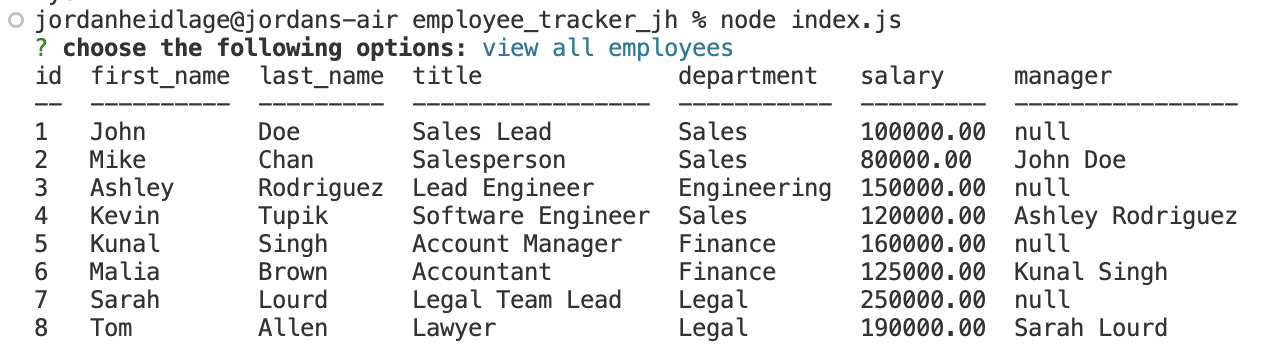 jordanheidlage@jordans-air employee_tracker_jh % node index.js
? choose the following options: view all employees
id  first_name  last_name  title              department   salary     manager
--  ----------  ---------  -----------------  -----------  ---------  ----------------
1   John        Doe        Sales Lead         Sales        100000.00  null
2   Mike        Chan       Salesperson        Sales        80000.00   John Doe
3   Ashley      Rodriguez  Lead Engineer      Engineering  150000.00  null
4   Kevin       Tupik      Software Engineer  Sales        120000.00  Ashley Rodriguez
5   Kunal       Singh      Account Manager    Finance      160000.00  null
6   Malia       Brown      Accountant         Finance      125000.00  Kunal Singh
7   Sarah       Lourd      Legal Team Lead    Legal        250000.00  null
8   Tom         Allen      Lawyer             Legal        190000.00  Sarah Lourd